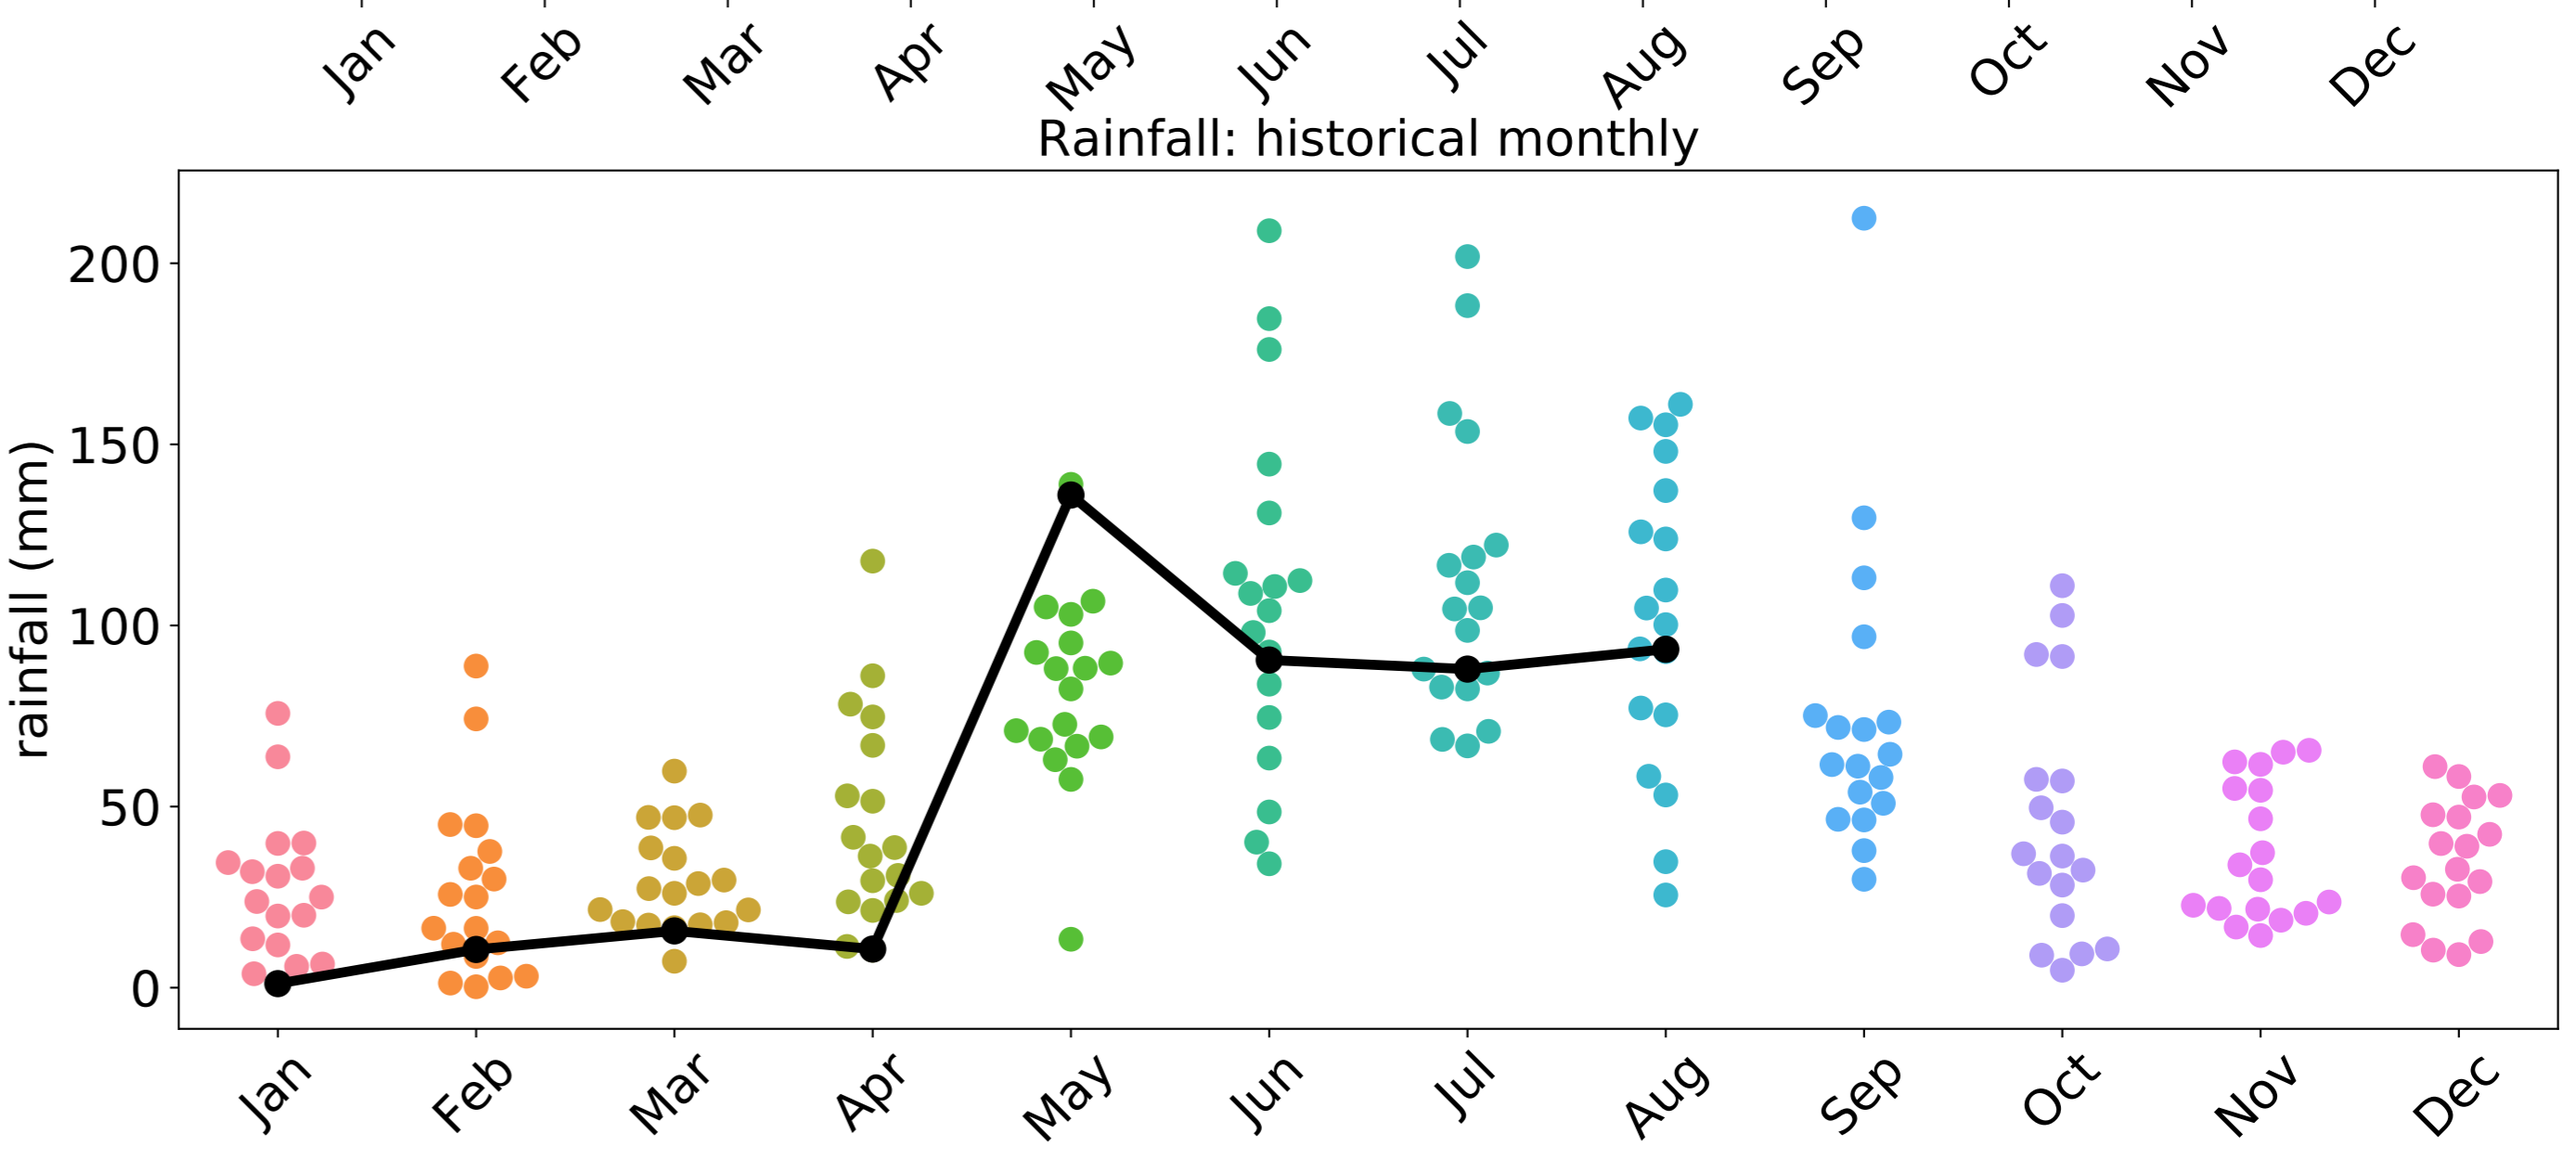 Jan Feb Mar Apr May Jun Jul Aug Sep Oct Nov Dec
Rainfall: historical monthly
rainfall (mm)
200
150
100
50
0
Jan Feb Mar Apr May Jun Jul Aug Sep Oct Nov Dec